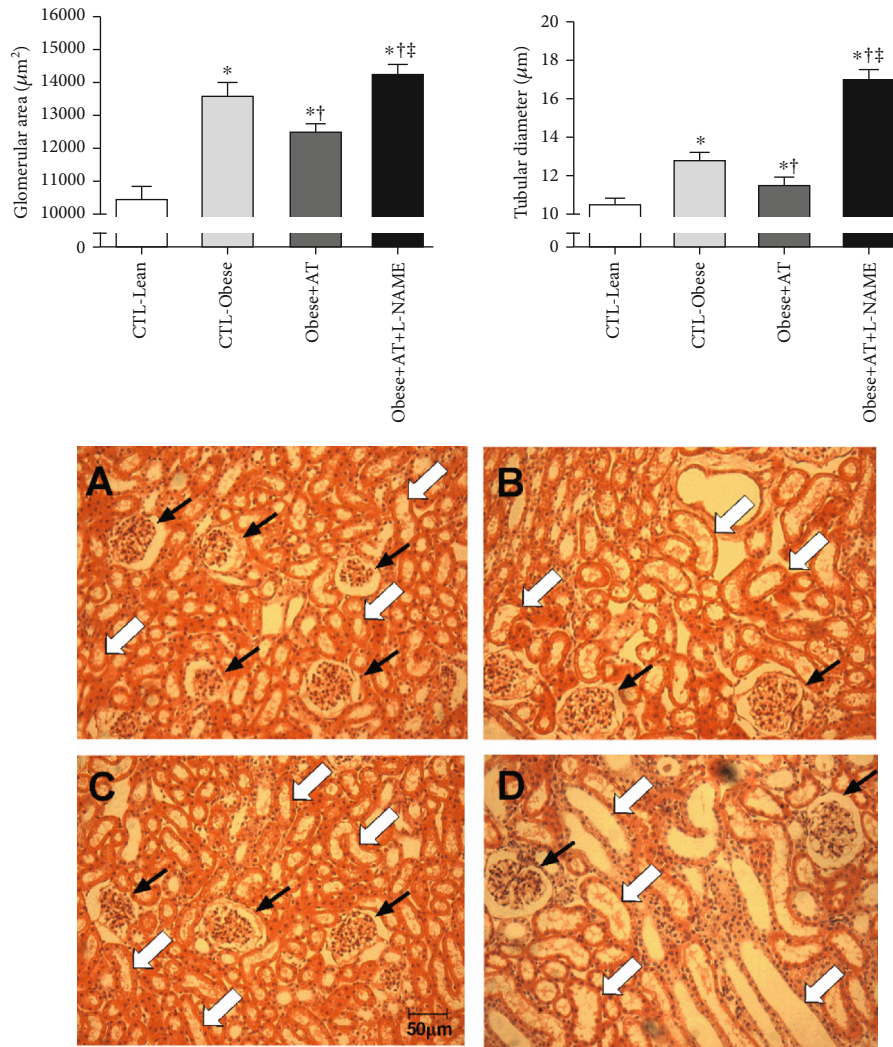 Glomerular area (μm²)
16000
14000
13000
12000
11000
10000
0
*
*†
*†‡
CTL-Lean
CTL-Obese
Obese+AT
Obese+AT+L-NAME
Tubular diameter (μm)
20
18
16
14
12
10
0
*
*†
*†‡
CTL-Lean
CTL-Obese
Obese+AT
Obese+AT+L-NAME
A
B
C
50μm
D